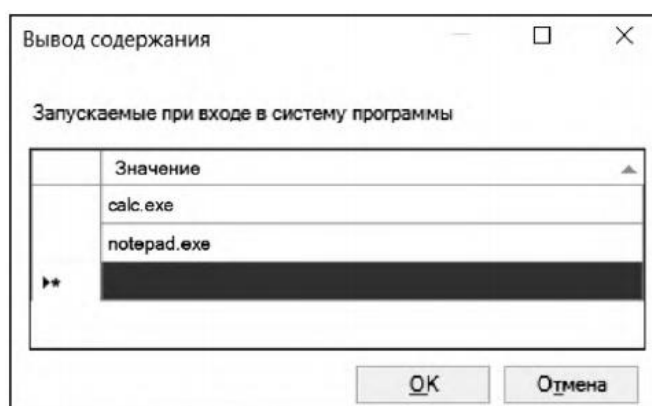 Вывод содержания
Запускаемые при входе в систему программы
Значение
calc.exe
notepad.exe
OK
Отмена